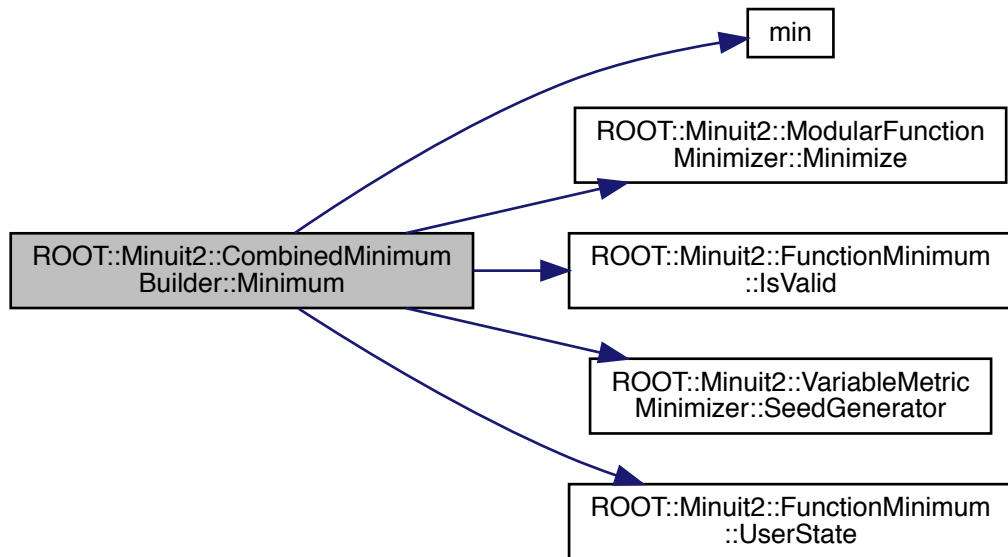 min
ROOT::Minuit2::ModularFunction
Minimizer::Minimize
ROOT::Minuit2::CombinedMinimum
Builder::Minimum
ROOT::Minuit2::FunctionMinimum
::IsValid
ROOT::Minuit2::VariableMetric
Minimizer::SeedGenerator
ROOT::Minuit2::FunctionMinimum
::UserState